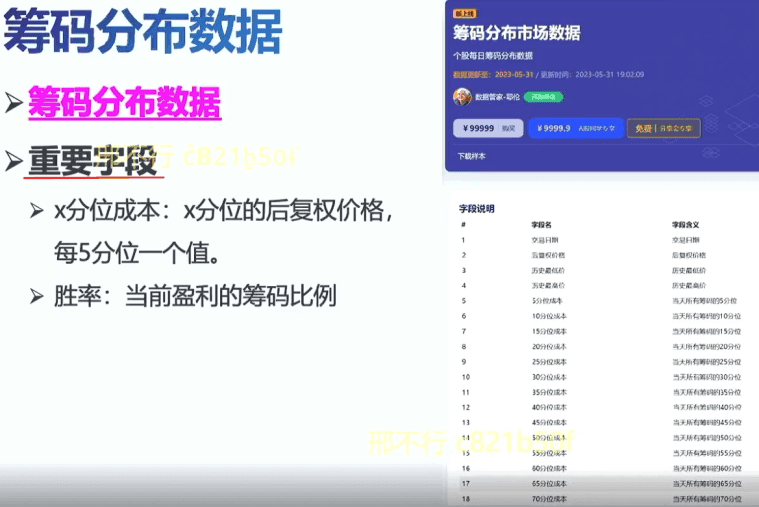 筹码分布数据
➢筹码分布数据
➢重要字段
邢不行 c821b50f
➢ x分位成本：x分位的后复权价格，
每5分位一个值。
➢ 胜率：当前盈利的筹码比例
新上线
筹码分布市场数据
个股每日筹码分布数据
数据更新至：2023-05-31 / 更新时间：2023-05-31 19:02:09
数据管家-耶伦
¥99999 购买
¥9999.9
免费
下载样本
字段说明
# 字段名 字段含义
1 交易日期 交易日期
2 后复权价格 后复权价格
3 历史最低价 历史最低价
4 历史最高价 历史最高价
5 5分位成本 当天所有筹码的5分位
6 10分位成本 当天所有筹码的10分位
7 15分位成本 当天所有筹码的15分位
8 20分位成本 当天所有筹码的20分位
9 25分位成本 当天所有筹码的25分位
10 30分位成本 当天所有筹码的30分位
11 35分位成本 当天所有筹码的35分位
12 40分位成本 当天所有筹码的40分位
13 45分位成本 当天所有筹码的45分位
14 50分位成本 当天所有筹码的50分位
邢不行 c821b50f
15 55分位成本 当天所有筹码的55分位
16 60分位成本 当天所有筹码的60分位
17 65分位成本 当天所有筹码的65分位
18 70分位成本 当天所有筹码的70分位